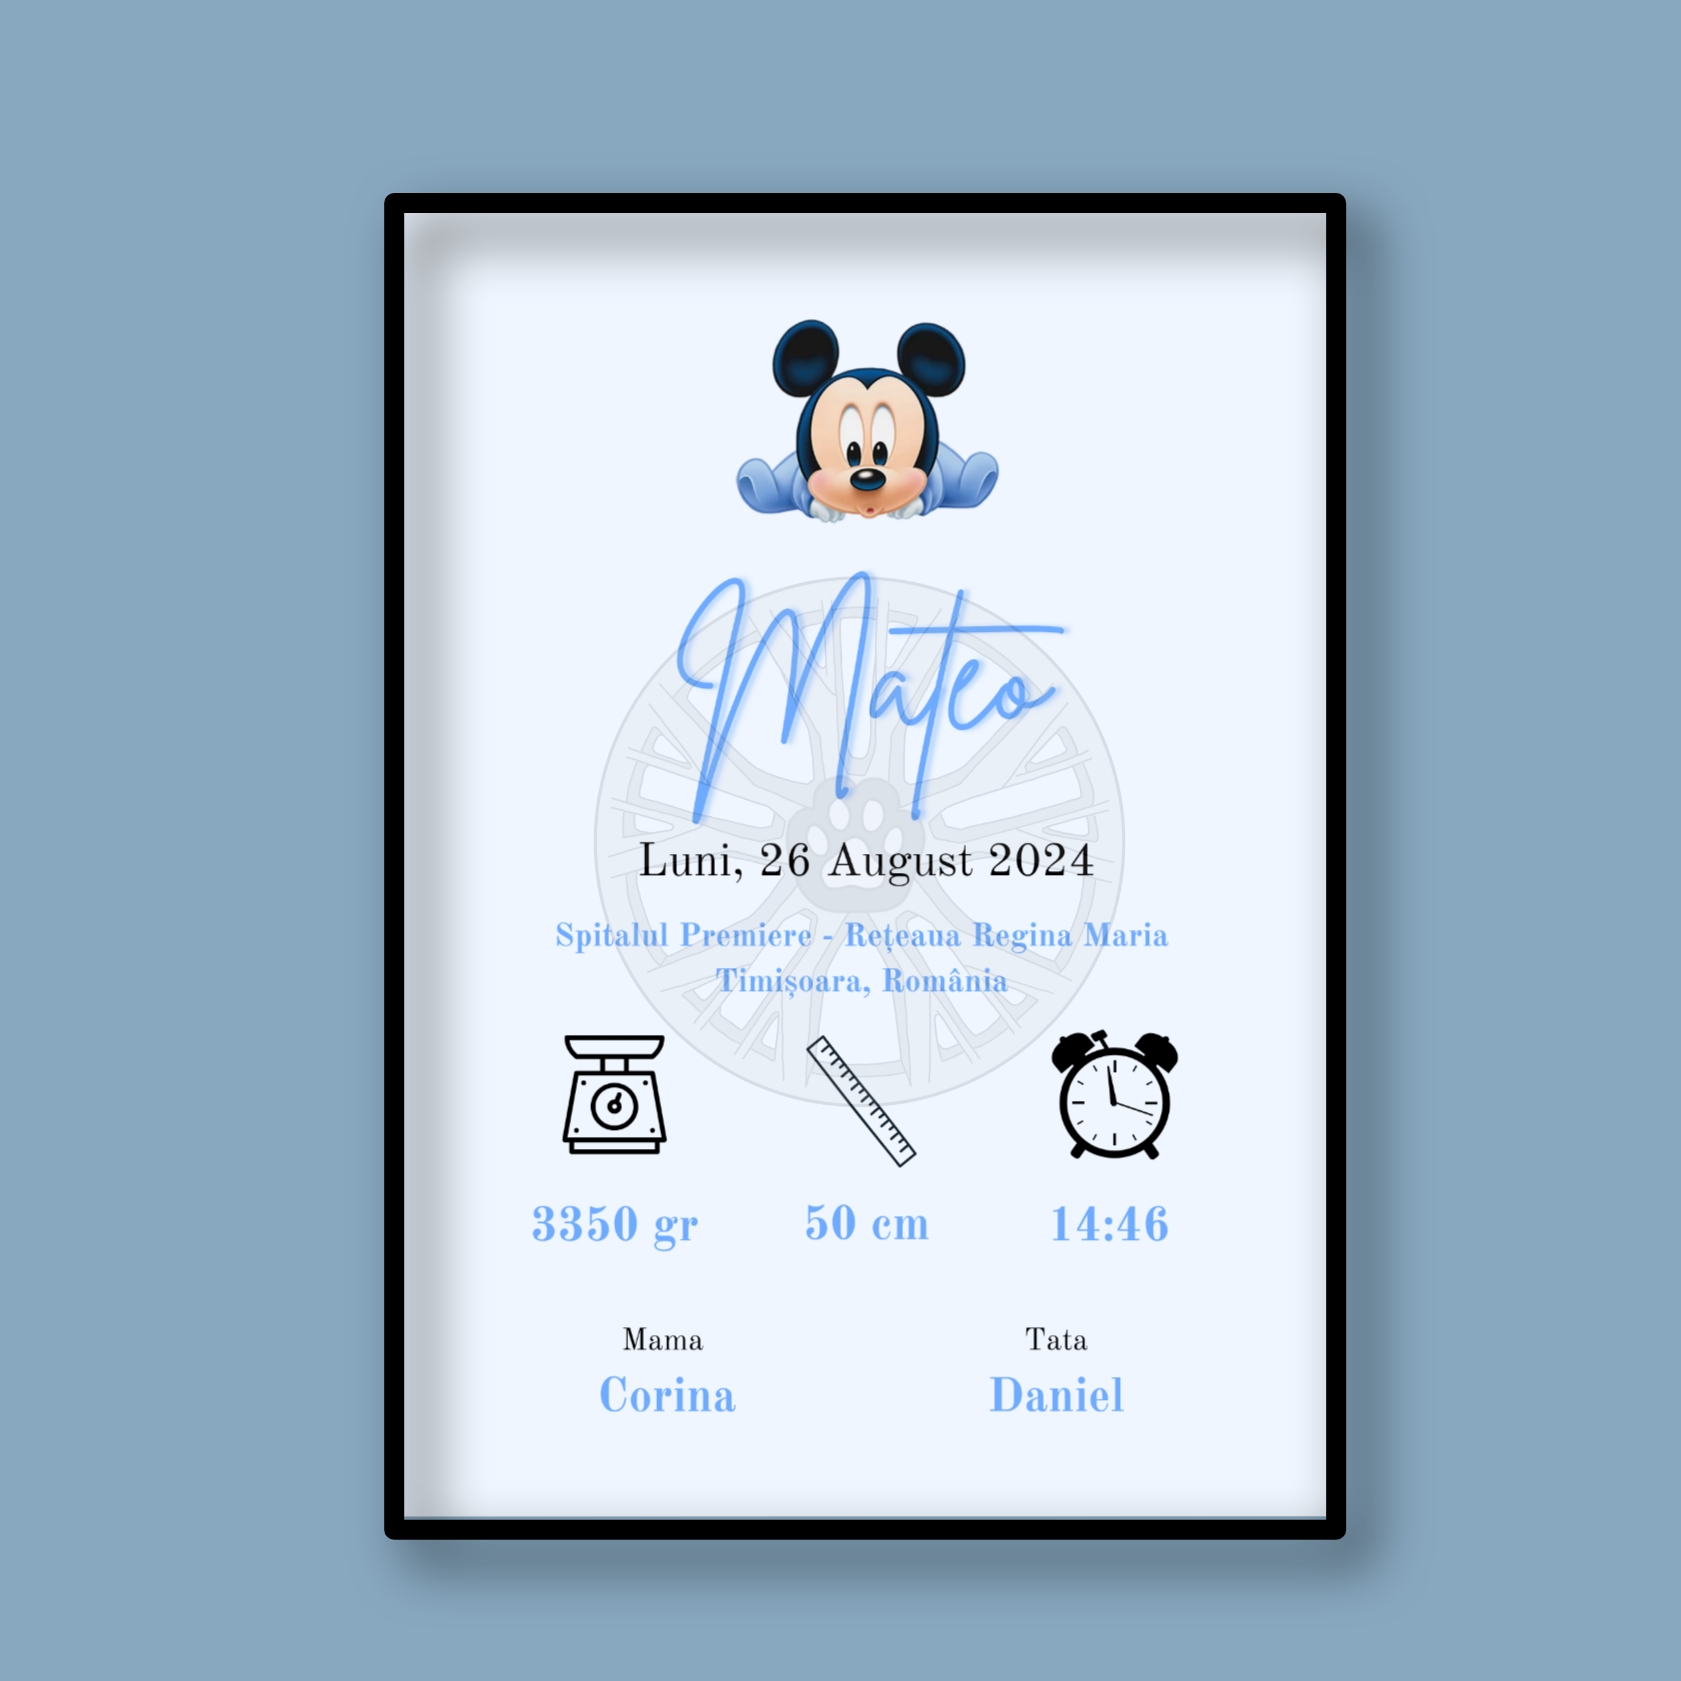 Mateo
Luni, 26 August 2024
Spitalul Premiere - Rețeaua Regina Maria
Timișoara, România
3350 gr 50 cm 14:46
Mama Tata
Corina Daniel